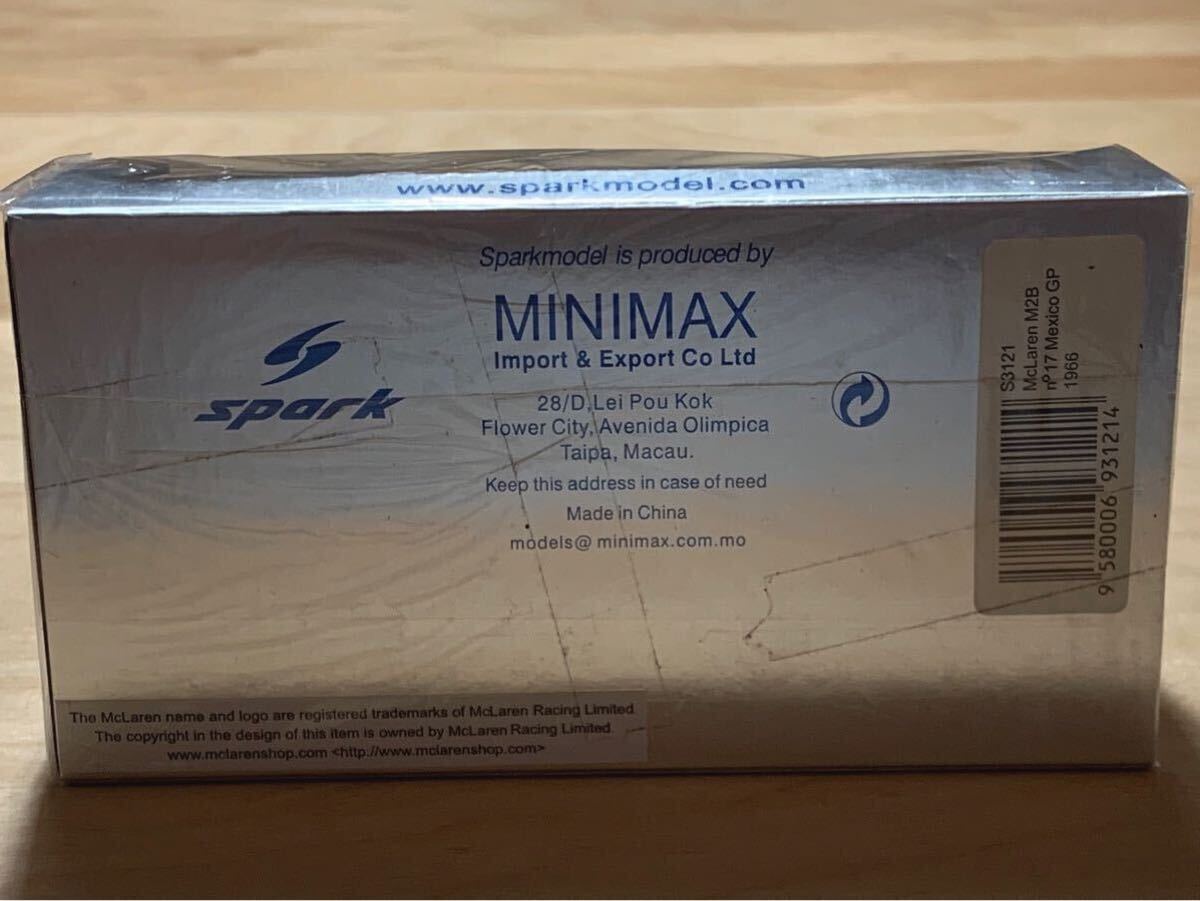 www.sparkmodel.com
Sparkmodel is produced by
MINIMAX
Import & Export Co Ltd
28/D,Lei Pou Kok
Flower City, Avenida Olimpica
Taipa, Macau.
Keep this address in case of need
Made in China
models@ minimax.com.mo
spark
S3121
McLaren M2B
nº17 Mexico GP
1966
9 580006 931214
The McLaren name and logo are registered trademarks of McLaren Racing Limited
The copyright in the design of this item is owned by McLaren Racing Limited.
www.mclarenshop.com <http://www.mclarenshop.com>